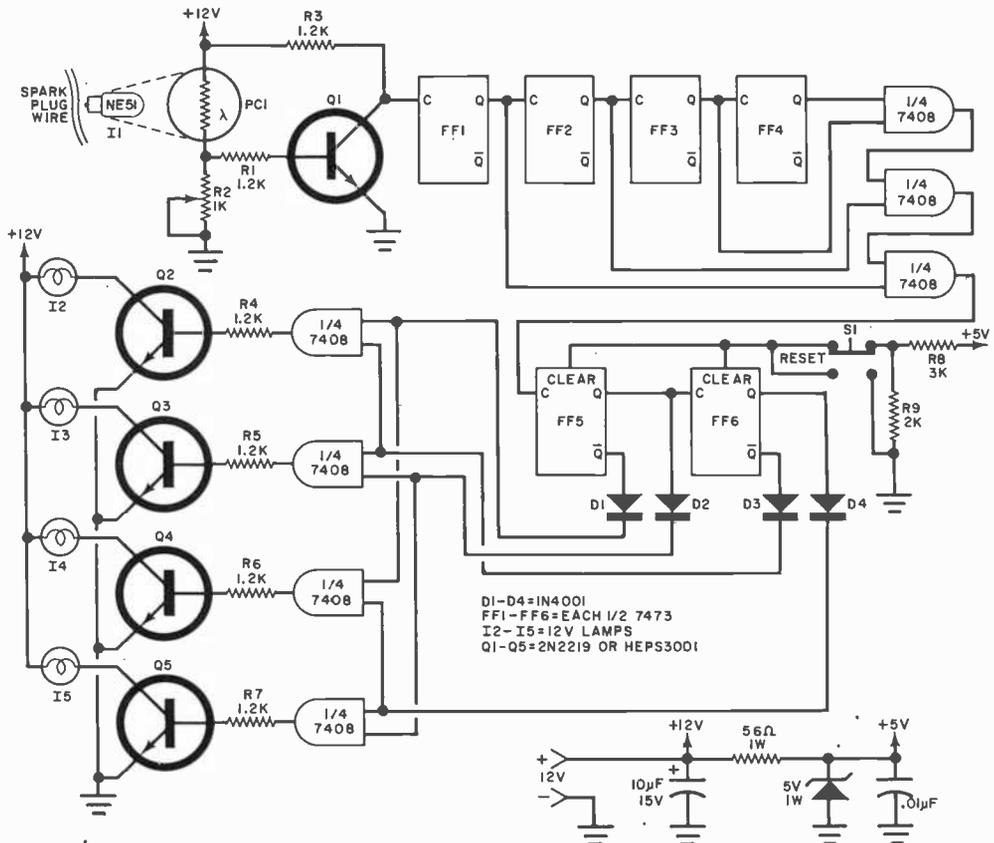 +12V
R3
1.2K
SPARK
PLUG
WIRE
NE51
I1
λ
PC1
Q1
R1
1.2K
R2
1K
C
Q
FF1
Q̅
C
Q
FF2
Q̅
C
Q
FF3
Q̅
C
Q
FF4
Q̅
1/4
7408
1/4
7408
1/4
7408
+12V
I2
Q2
R4
1.2K
1/4
7408
I3
Q3
R5
1.2K
1/4
7408
I4
Q4
R6
1.2K
1/4
7408
I5
Q5
R7
1.2K
1/4
7408
CLEAR
C
Q
FF5
Q̅
CLEAR
C
Q
FF6
Q̅
S1
RESET
+5V
R8
3K
R9
2K
D1
D2
D3
D4
D1-D4=1N4001
FF1-FF6=EACH 1/2 7473
I2-I5=12V LAMPS
Q1-Q5=2N2219 OR HEPS3001
+
12V
−
+12V
+
10µF
15V
56Ω
1W
+5V
5V
1W
.01µF